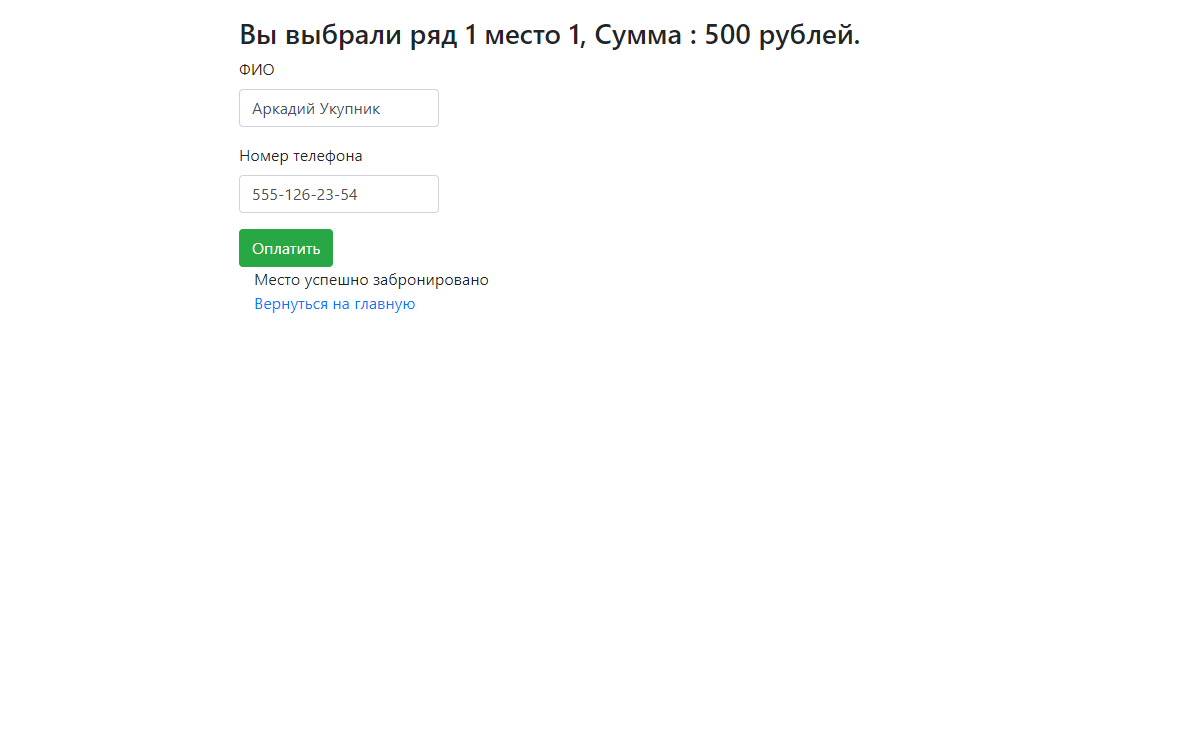 Вы выбрали ряд 1 место 1, Сумма : 500 рублей.
ФИО
Аркадий Укупник
Номер телефона
555-126-23-54
Оплатить
Место успешно забронировано
Вернуться на главную